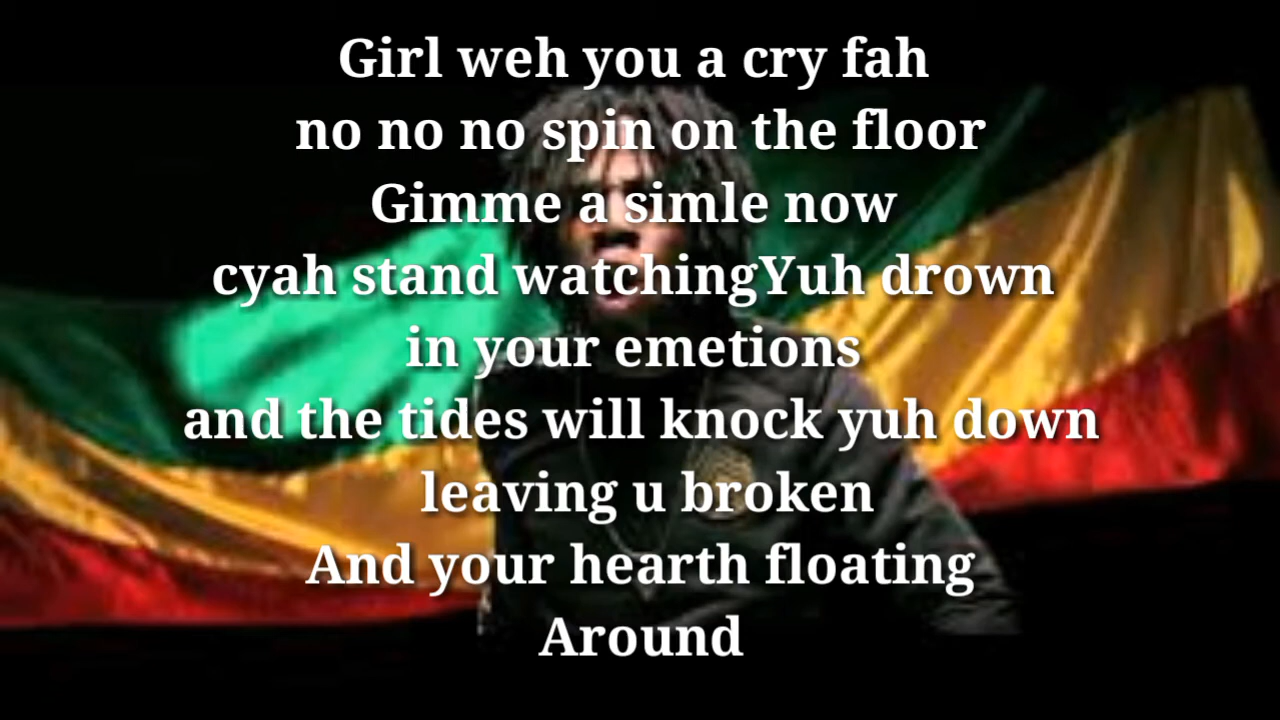 Girl weh you a cry fah
no no no spin on the floor
Gimme a simle now
cyah stand watchingYuh drown
in your emetions
and the tides will knock yuh down
leaving u broken
And your hearth floating
Around